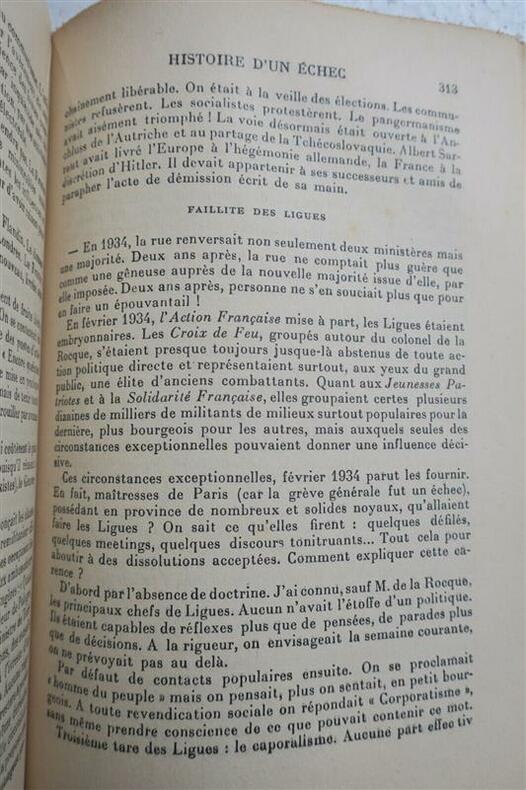 HISTOIRE D'UN ÉCHEC
313
chaînement libérable. On était à la veille des élections. Les commu-
nistes refusèrent. Les socialistes protestèrent. Le pangermanisme
avait aisément triomphé ! La voie désormais était ouverte à l'An-
chluss de l'Autriche et au partage de la Tchécoslovaquie. Albert Sar-
raut avait livré l'Europe à l'hégémonie allemande, la France à la
discrétion d'Hitler. Il devait appartenir à ses successeurs et amis de
parapher l'acte de démission écrit de sa main.
FAILLITE DES LIGUES
— En 1934, la rue renversait non seulement deux ministères mais
une majorité. Deux ans après, la rue ne comptait plus guère que
comme une gêneuse auprès de la nouvelle majorité issue d'elle, par
elle imposée. Deux ans après, personne ne s'en souciait plus que pour
en faire un épouvantail !
En février 1934, l'Action Française mise à part, les Ligues étaient
embryonnaires. Les Croix de Feu, groupés autour du colonel de la
Rocque, s'étaient presque toujours jusque-là abstenus de toute ac-
tion politique directe et représentaient surtout, aux yeux du grand
public, une élite d'anciens combattants. Quant aux Jeunesses Pa-
triotes et à la Solidarité Française, elles groupaient certes plusieurs
dizaines de milliers de militants de milieux surtout populaires pour la
dernière, plus bourgeois pour les autres, mais auxquels seules des
circonstances exceptionnelles pouvaient donner une influence déci-
sive.
Ces circonstances exceptionnelles, février 1934 parut les fournir.
En fait, maîtresses de Paris (car la grève générale fut un échec),
possédant en province de nombreux et solides noyaux, qu'allaient
faire les Ligues ? On sait ce qu'elles firent : quelques défilés,
quelques meetings, quelques discours tonitruants... Tout cela pour
aboutir à des dissolutions acceptées. Comment expliquer cette ca-
rence ?
D'abord par l'absence de doctrine. J'ai connu, sauf M. de la Rocque,
les principaux chefs de Ligues. Aucun n'avait l'étoffe d'un politique.
Ils étaient capables de réflexes plus que de pensées, de parades plus
que de décisions. A la rigueur, on envisageait la semaine courante,
on ne prévoyait pas au delà.
Par défaut de contacts populaires ensuite. On se proclamait
« homme du peuple » mais on pensait, plus on sentait, en petit bour-
geois. A toute revendication sociale on répondait « Corporatisme »,
sans même prendre conscience de ce que pouvait contenir ce mot.
Troisième tare des Ligues : le caporalisme. Aucune part effectiv